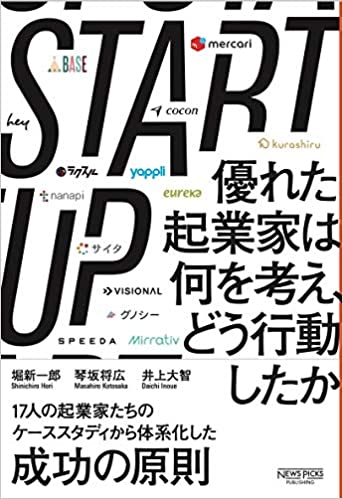 START
UP
mercari
BASE
hey
cocon
kurashiru
ラクスル
yappli
nanapi
eureka
サイタ
VISIONAL
グノシー
SPEEDA
Mirrativ
優れた
起業家は
何を考え、
どう行動
したか
堀新一郎 琴坂将広 井上大智
Shinichiro Hori Masahiro Kotosaka Daichi Inoue
17人の起業家たちの
ケーススタディから体系化した
成功の原則
NEWS PICKS
PUBLISHING